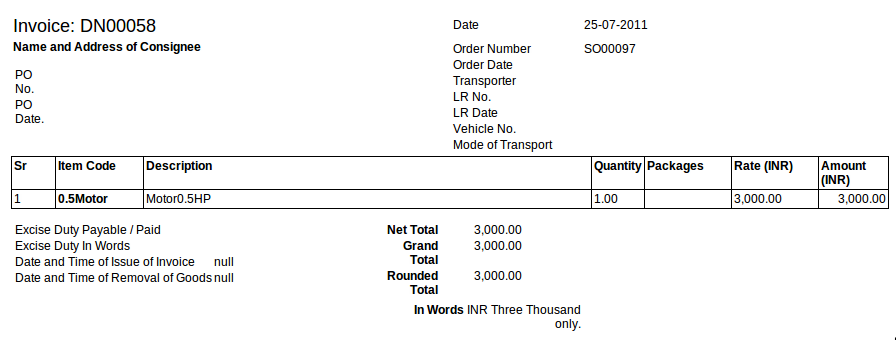 Invoice: DN00058
Name and Address of Consignee
PO
No.
PO
Date.
Date 25-07-2011
Order Number SO00097
Order Date
Transporter
LR No.
LR Date
Vehicle No.
Mode of Transport
Sr Item Code Description Quantity Packages Rate (INR) Amount
(INR)
1 0.5Motor Motor0.5HP 1.00 3,000.00 3,000.00
Excise Duty Payable / Paid
Excise Duty In Words
Date and Time of Issue of Invoice null
Date and Time of Removal of Goods null
Net Total 3,000.00
Grand 3,000.00
Total
Rounded 3,000.00
Total
In Words INR Three Thousand
only.